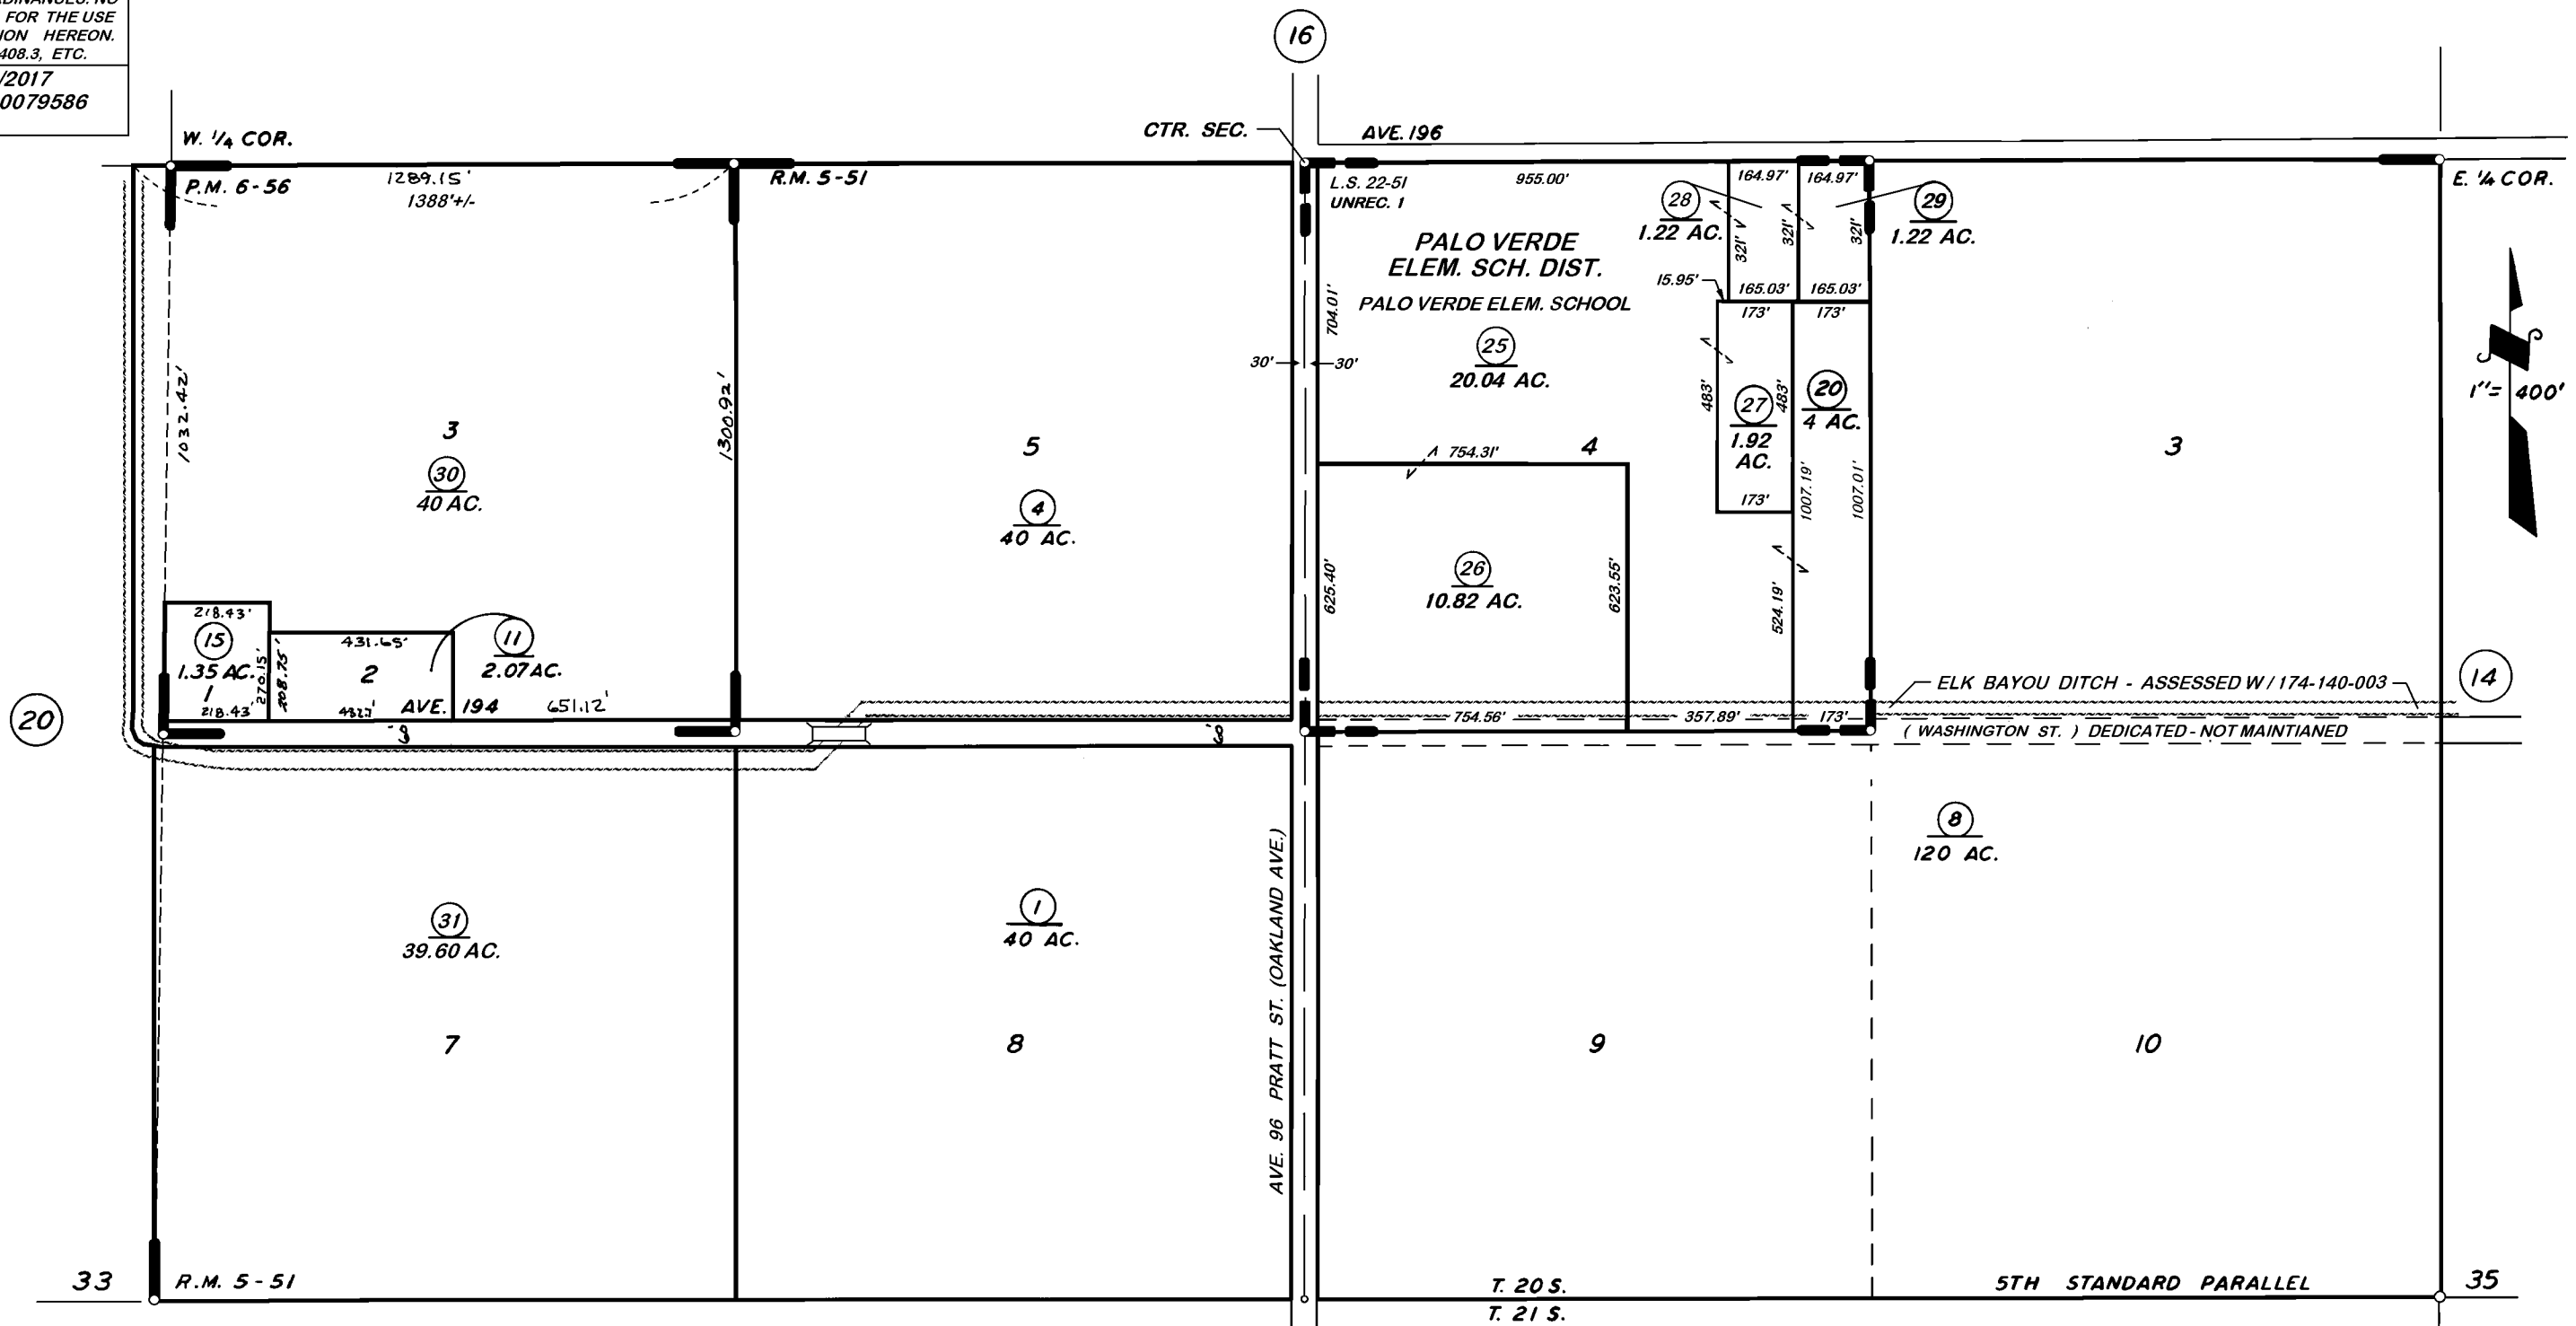 FOR THE USE
ION HEREON.
408.3, ETC.
/2017
0079586
16
W. 1/4 COR.
CTR. SEC.
AVE. 196
P.M. 6-56
1289.15'
1388'+/-
R.M. 5-51
L.S. 22-51
UNREC. 1
955.00'
164.97'
164.97'
E. 1/4 COR.
28
1.22 AC.
29
1.22 AC.
321'
321'
321'
PALO VERDE
ELEM. SCH. DIST.
PALO VERDE ELEM. SCHOOL
15.95'
165.03'
165.03'
173'
173'
704.01'
30'
30'
25
20.04 AC.
1"= 400'
1032.42'
1300.92'
483'
483'
27
1.92
AC.
20
4 AC.
3
30
40 AC.
5
4
40 AC.
754.31'
4
3
173'
1007.19'
1007.01'
26
10.82 AC.
625.40'
623.55'
524.19'
218.43'
15
1.35 AC.
1
218.43'
270.15'
208.75'
431.65'
2
11
2.07 AC.
AVE. 194
651.12'
20
ELK BAYOU DITCH - ASSESSED W / 174-140-003
14
754.56'
357.89'
173'
( WASHINGTON ST. ) DEDICATED - NOT MAINTIANED
8
120 AC.
31
39.60 AC.
1
40 AC.
AVE. 96 PRATT ST. (OAKLAND AVE.)
7
8
9
10
33
R.M. 5-51
T. 20 S.
5TH STANDARD PARALLEL
35
T. 21 S.